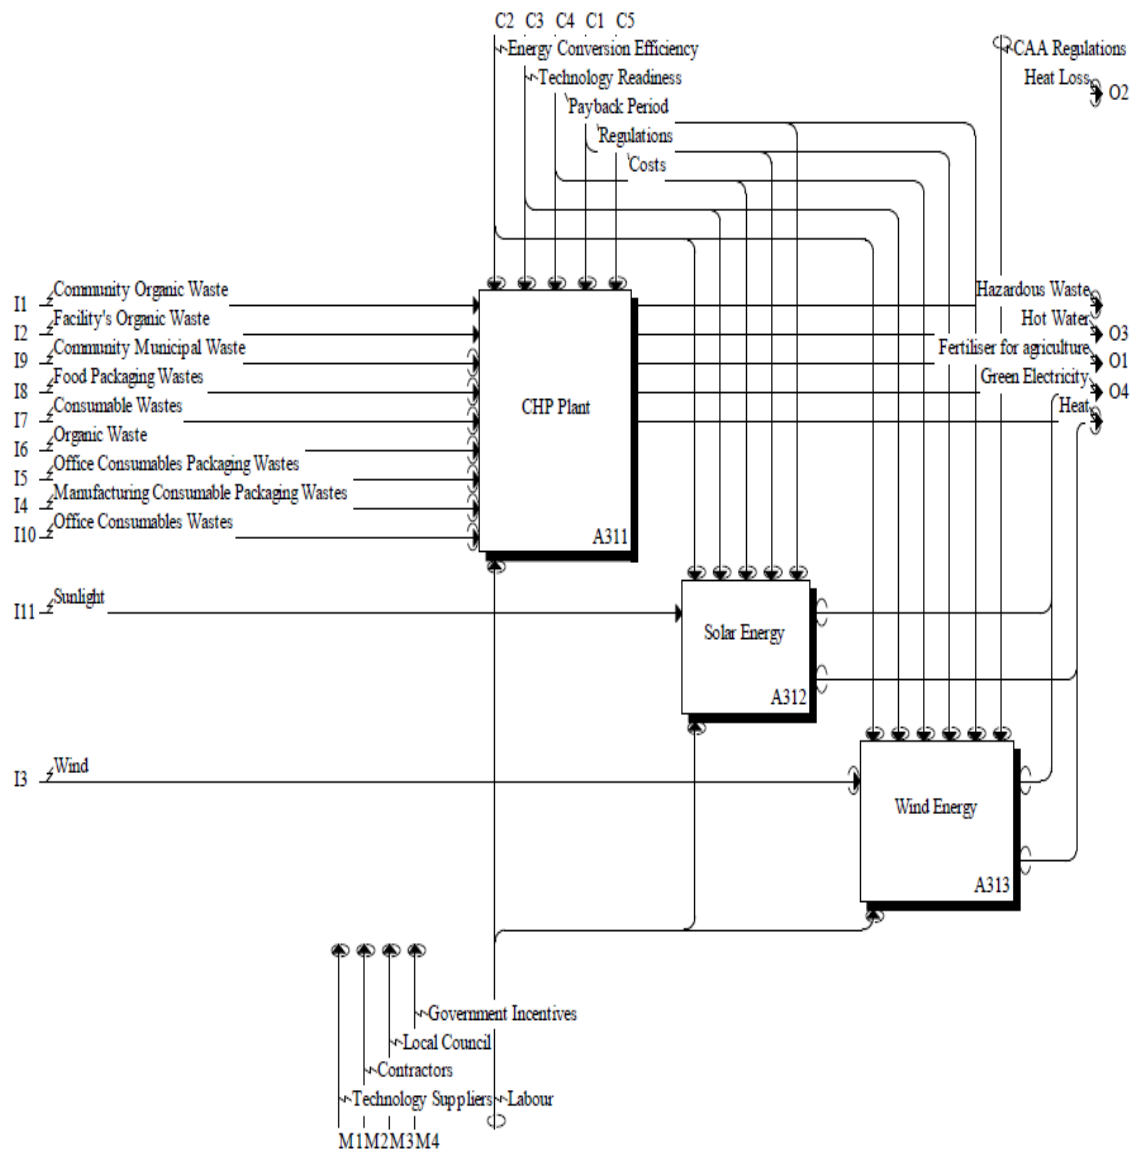 C2 C3 C4 C1 C5
Energy Conversion Efficiency
CAA Regulations
Technology Readiness
Heat Loss
O2
Payback Period
Regulations
Costs
I1 Community Organic Waste
Hazardous Waste
I2 Facility's Organic Waste
Hot Water O3
I9 Community Municipal Waste
Fertiliser for agriculture O1
I8 Food Packaging Wastes
Green Electricity O4
I7 Consumable Wastes
CHP Plant
Heat
I6 Organic Waste
I5 Office Consumables Packaging Wastes
I4 Manufacturing Consumable Packaging Wastes
I10 Office Consumables Wastes
A311
I11 Sunlight
Solar Energy
A312
I3 Wind
Wind Energy
A313
Government Incentives
Local Council
Contractors
Technology Suppliers
Labour
M1 M2 M3 M4